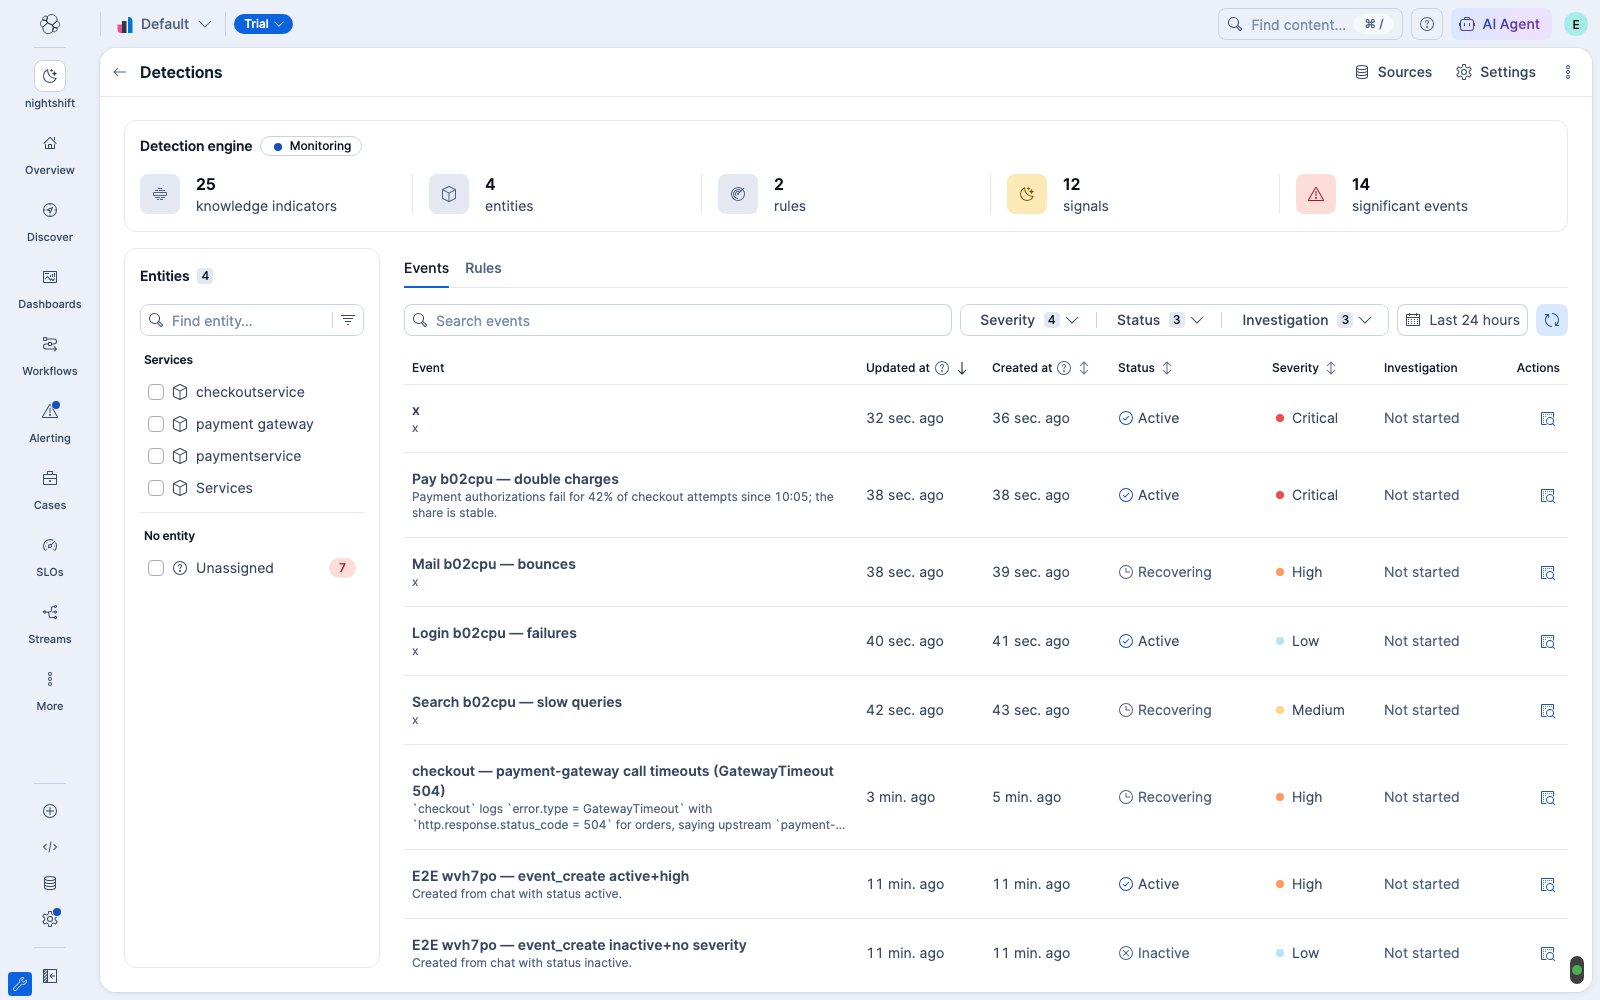 Default
Trial
Find content...
⌘ /
AI Agent
E
nightshift
Overview
Discover
Dashboards
Workflows
Alerting
Cases
SLOs
Streams
More
Detections
Sources
Settings
Detection engine
Monitoring
25
knowledge indicators
4
entities
2
rules
12
signals
14
significant events
Entities 4
Find entity...
Services
checkoutservice
payment gateway
paymentservice
Services
No entity
Unassigned 7
Events Rules
Search events
Severity 4
Status 3
Investigation 3
Last 24 hours
Event Updated at Created at Status Severity Investigation Actions
x
x
32 sec. ago 36 sec. ago Active Critical Not started
Pay b02cpu — double charges
Payment authorizations fail for 42% of checkout attempts since 10:05; the
share is stable.
38 sec. ago 38 sec. ago Active Critical Not started
Mail b02cpu — bounces
x
38 sec. ago 39 sec. ago Recovering High Not started
Login b02cpu — failures
x
40 sec. ago 41 sec. ago Active Low Not started
Search b02cpu — slow queries
x
42 sec. ago 43 sec. ago Recovering Medium Not started
checkout — payment-gateway call timeouts (GatewayTimeout
504)
`checkout` logs `error.type = GatewayTimeout` with
`http.response.status_code = 504` for orders, saying upstream `payment-...
3 min. ago 5 min. ago Recovering High Not started
E2E wvh7po — event_create active+high
Created from chat with status active.
11 min. ago 11 min. ago Active High Not started
E2E wvh7po — event_create inactive+no severity
Created from chat with status inactive.
11 min. ago 11 min. ago Inactive Low Not started